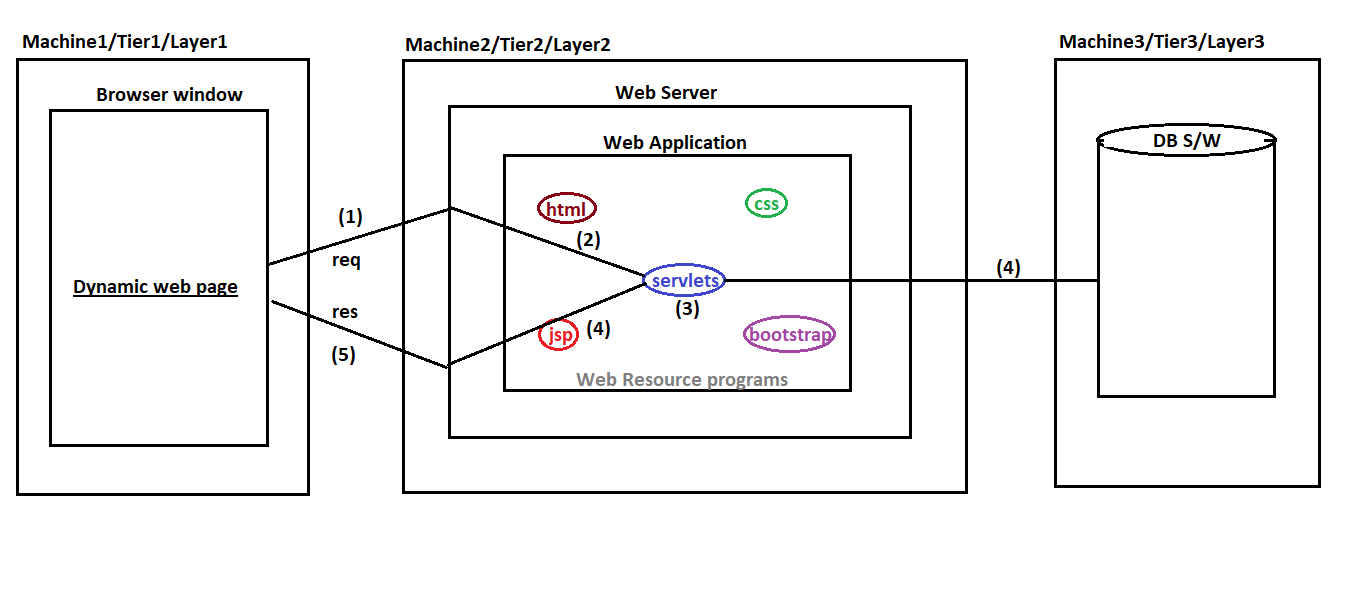 Machine1/Tier1/Layer1
Machine2/Tier2/Layer2
Machine3/Tier3/Layer3
Browser window
Web Server
Web Application
DB S/W
html
css
(1)
(2)
req
(4)
servlets
Dynamic web page
(3)
res
jsp
(4)
bootstrap
(5)
Web Resource programs